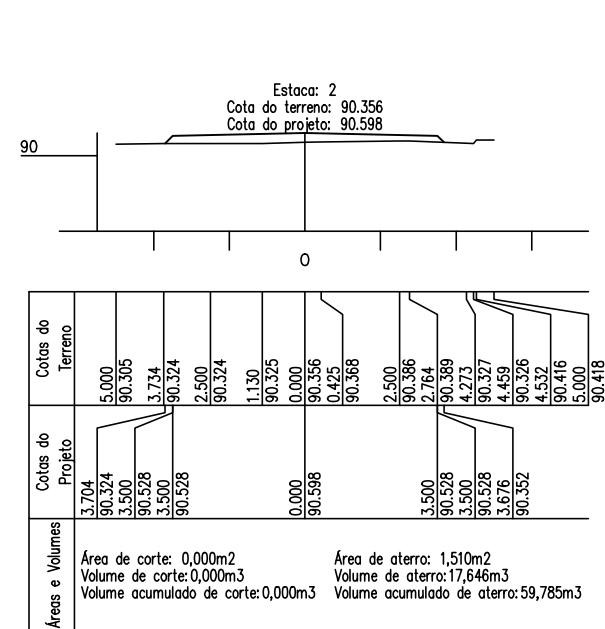 Estaca: 2
Cota do terreno: 90.356
Cota do projeto: 90.598
90
0
Cotas do
Terreno
5.000
90.305
3.734
90.324
2.500
90.324
1.130
90.325
0.000
90.356
0.425
90.368
2.500
90.386
2.764
90.389
4.273
90.327
4.459
90.326
4.532
90.416
5.000
90.418
Cotas do
Projeto
3.704
90.324
3.500
90.528
3.500
90.528
0.000
90.598
3.500
90.528
3.500
90.528
3.676
90.352
Áreas e Volumes
Área de corte: 0,000m2
Volume de corte:0,000m3
Volume acumulado de corte:0,000m3
Área de aterro: 1,510m2
Volume de aterro:17,646m3
Volume acumulado de aterro:59,785m3